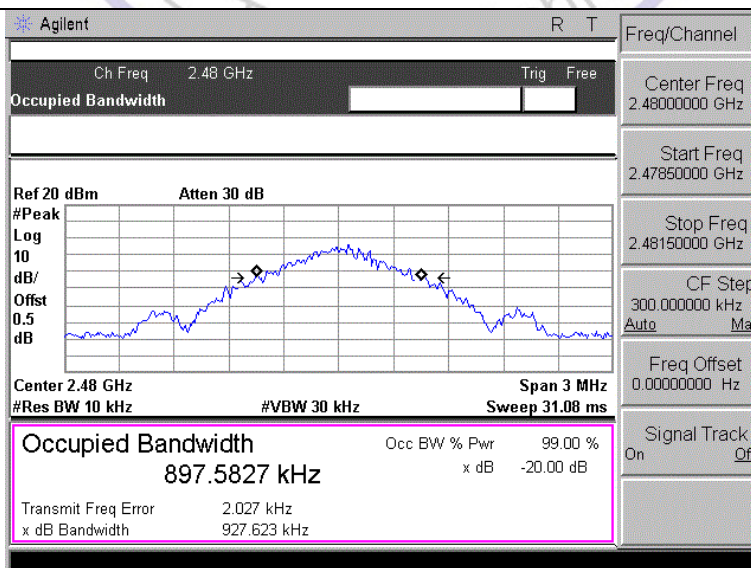 Agilent R T
Freq/Channel
Ch Freq 2.48 GHz Trig Free
Occupied Bandwidth
Center Freq
2.48000000 GHz
Start Freq
2.47850000 GHz
Stop Freq
2.48150000 GHz
CF Step
300.000000 kHz
Auto Ma
Freq Offset
0.00000000 Hz
Signal Track
On Of
Ref 20 dBm Atten 30 dB
#Peak
Log
10
dB/
Offst
0.5
dB
Center 2.48 GHz Span 3 MHz
#Res BW 10 kHz #VBW 30 kHz Sweep 31.08 ms
Occupied Bandwidth Occ BW % Pwr 99.00 %
897.5827 kHz x dB -20.00 dB
Transmit Freq Error 2.027 kHz
x dB Bandwidth 927.623 kHz